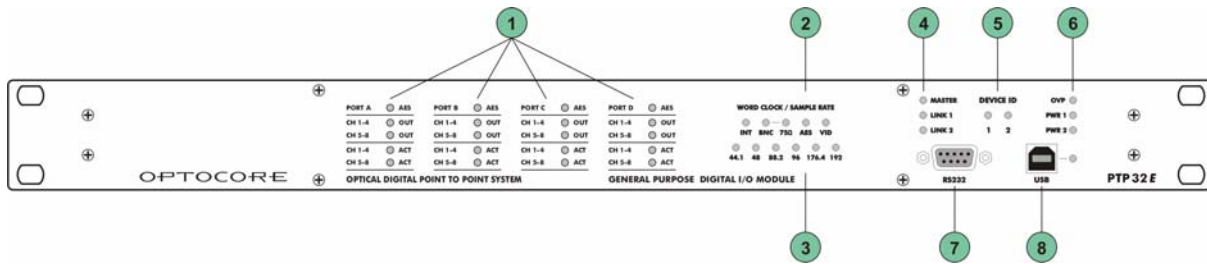 1 2 4 5 6
PORT A AES PORT B AES PORT C AES PORT D AES
CH 1-4 OUT CH 1-4 OUT CH 1-4 OUT CH 1-4 OUT
CH 5-8 OUT CH 5-8 OUT CH 5-8 OUT CH 5-8 OUT
CH 1-4 ACT CH 1-4 ACT CH 1-4 ACT CH 1-4 ACT
CH 5-8 ACT CH 5-8 ACT CH 5-8 ACT CH 5-8 ACT
WORD CLOCK / SAMPLE RATE
INT BNC 75Ω AES VID
44.1 48 88.2 96 176.4 192
MASTER
LINK 1
LINK 2
DEVICE ID
1 2
OVP
PWR 1
PWR 2
OPTOCORE
OPTICAL DIGITAL POINT TO POINT SYSTEM
GENERAL PURPOSE DIGITAL I/O MODULE
RS232
USB
PTP 32 E
3 7 8